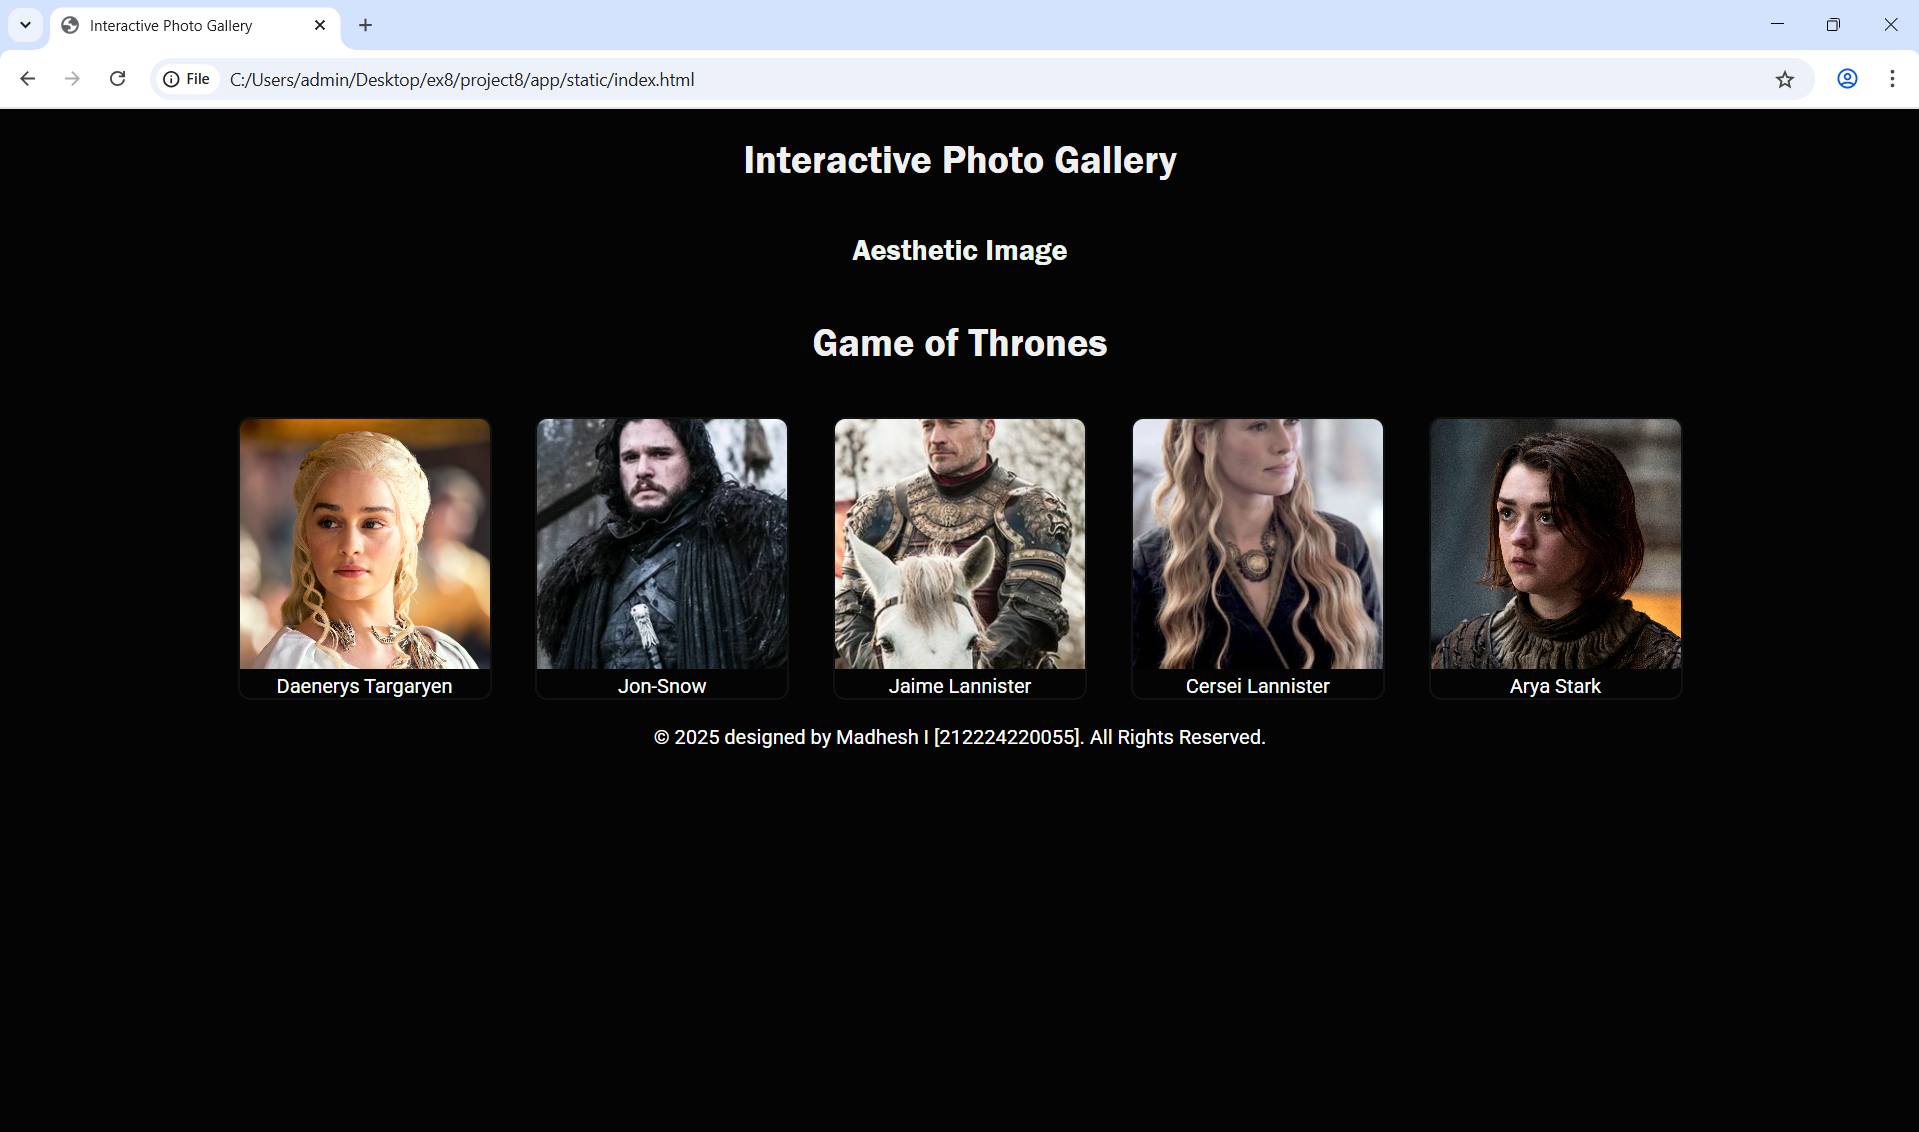 Interactive Photo Gallery
File
C:/Users/admin/Desktop/ex8/project8/app/static/index.html
Interactive Photo Gallery
Aesthetic Image
Game of Thrones
Daenerys Targaryen
Jon-Snow
Jaime Lannister
Cersei Lannister
Arya Stark
© 2025 designed by Madhesh I [212224220055]. All Rights Reserved.